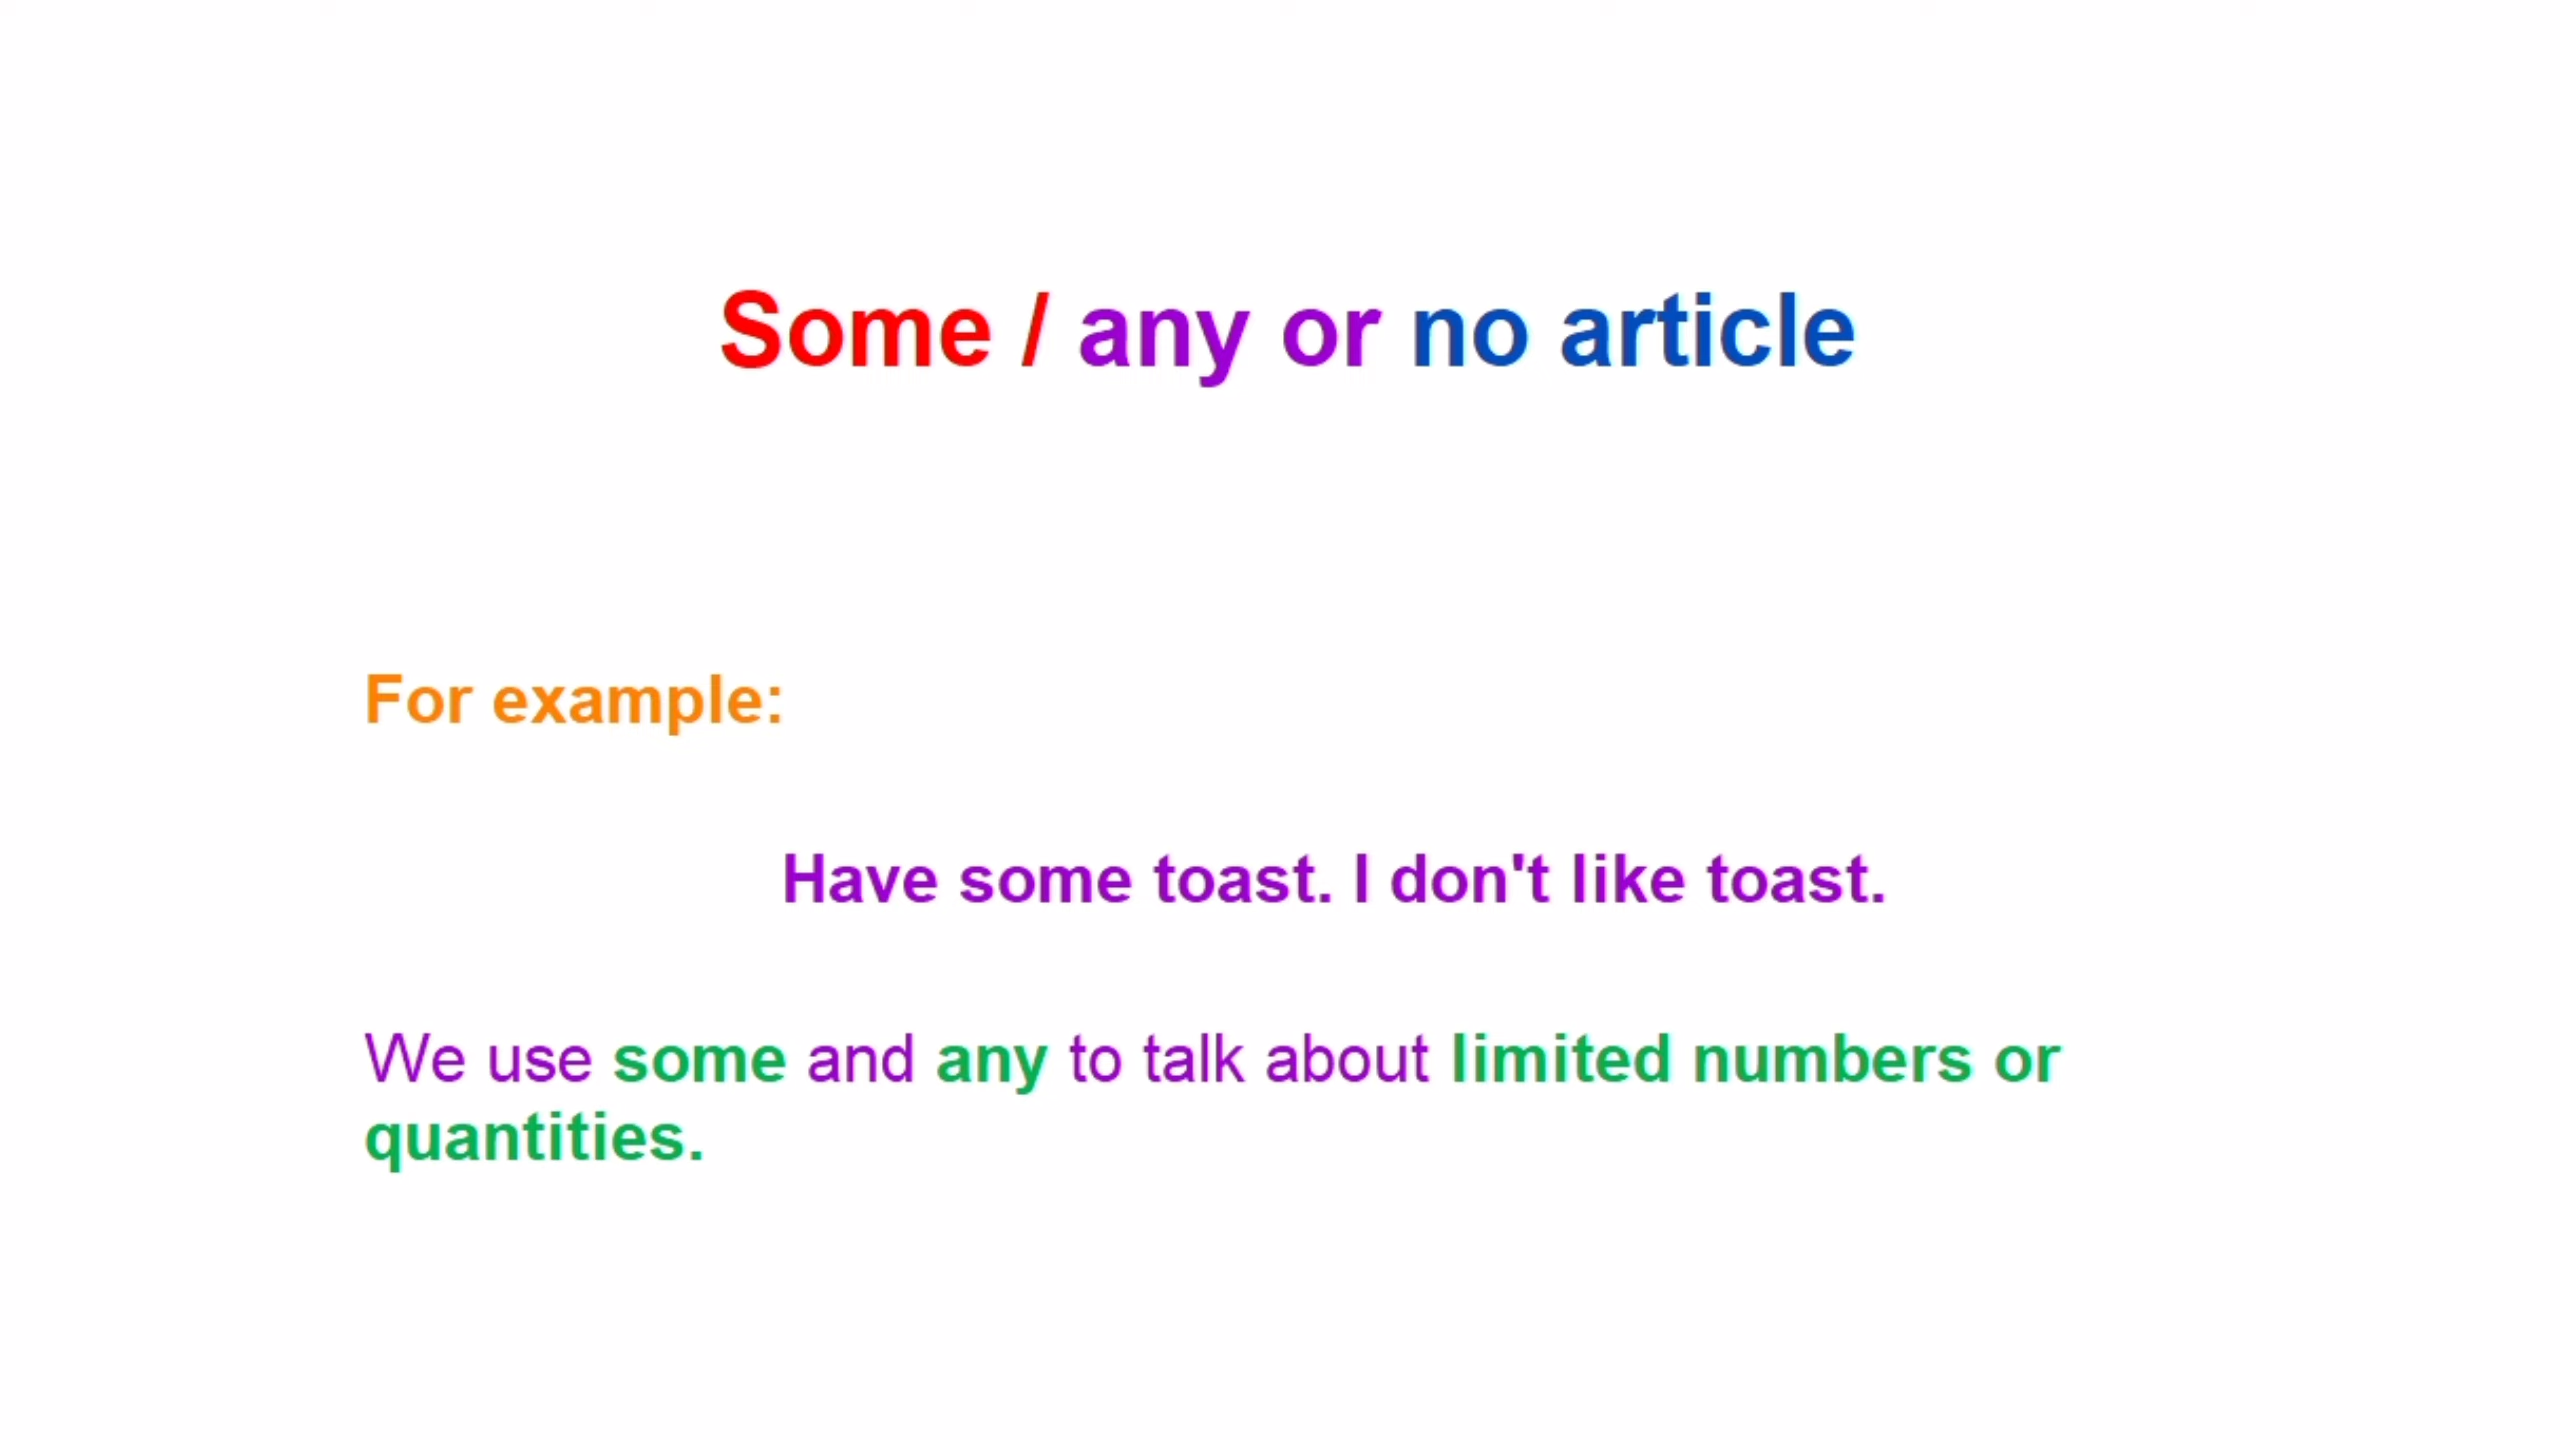 Some / any or no article
For example:
Have some toast. I don't like toast.
We use some and any to talk about limited numbers or
quantities.